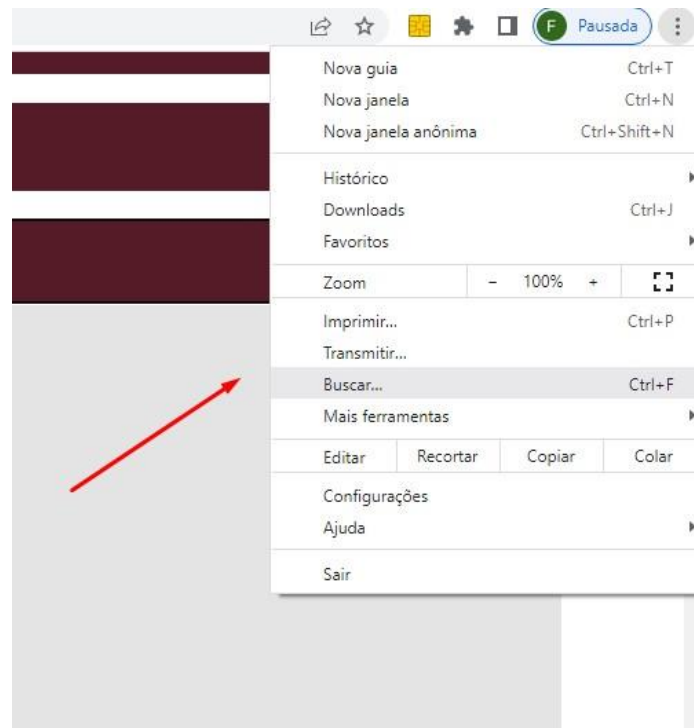 F Pausada
Nova guia Ctrl+T
Nova janela Ctrl+N
Nova janela anônima Ctrl+Shift+N
Histórico
Downloads Ctrl+J
Favoritos
Zoom - 100% +
Imprimir... Ctrl+P
Transmitir...
Buscar... Ctrl+F
Mais ferramentas
Editar Recortar Copiar Colar
Configurações
Ajuda
Sair